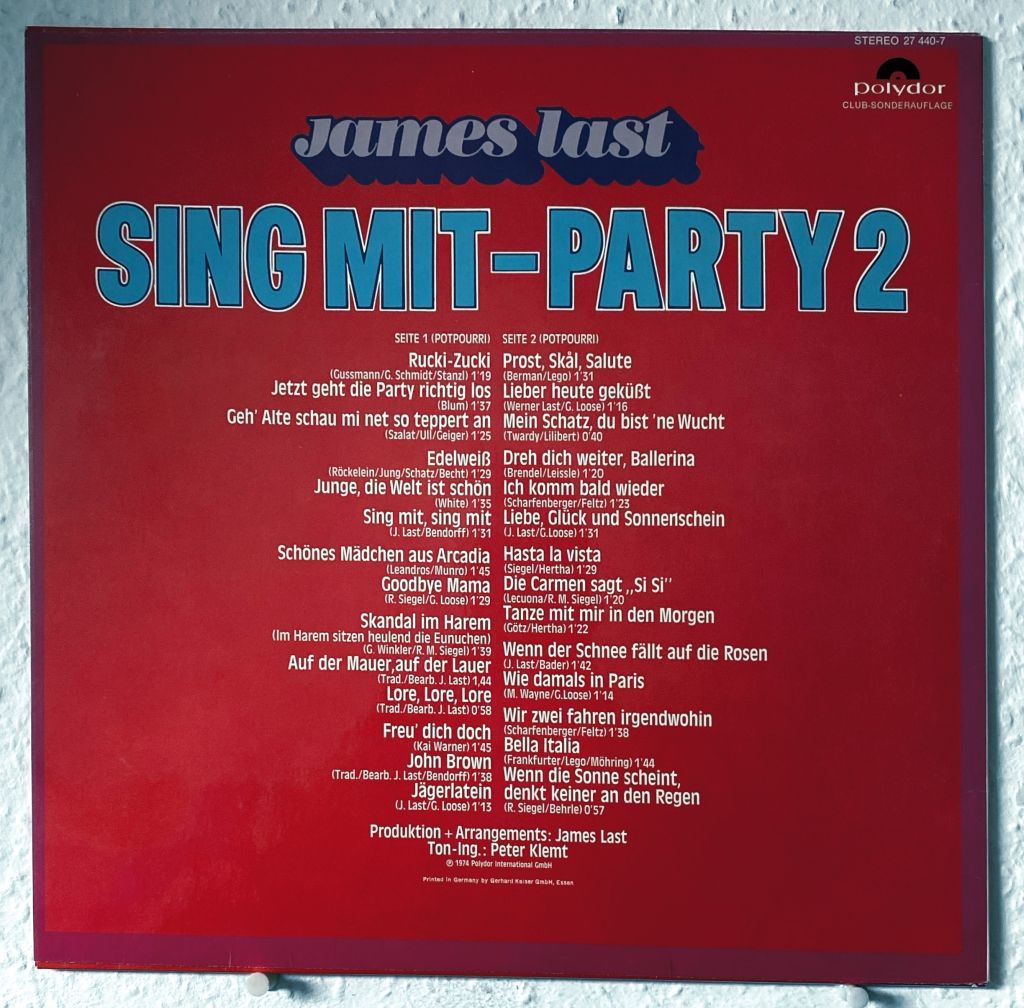 STEREO 27 440-7
polydor
CLUB-SONDERAUFLAGE
james last
SING MIT-PARTY 2
SEITE 1 (POTPOURRI)
Rucki-Zucki
(Gussmann/G. Schmidt/Stanzl) 1'19
Jetzt geht die Party richtig los
(Blum) 1'37
Geh' Alte schau mi net so teppert an
(Szalat/Ull/Geiger) 1'25
Edelweiß
(Röckelein/Jung/Schatz/Becht) 1'29
Junge, die Welt ist schön
(White) 1'35
Sing mit, sing mit
(J. Last/Bendorff) 1'31
Schönes Mädchen aus Arcadia
(Leandros/Munro) 1'45
Goodbye Mama
(R. Siegel/G. Loose) 1'29
Skandal im Harem
(Im Harem sitzen heulend die Eunuchen)
(G. Winkler/R. M. Siegel) 1'39
Auf der Mauer,auf der Lauer
(Trad./Bearb. J. Last) 1,44
Lore, Lore, Lore
(Trad./Bearb. J. Last) 0'58
Freu' dich doch
(Kai Warner) 1'45
John Brown
(Trad./Bearb. J. Last/Bendorff) 1'38
Jägerlatein
(J. Last/G. Loose) 1'13
SEITE 2 (POTPOURRI)
Prost, Skål, Salute
(Berman/Lego) 1'31
Lieber heute geküßt
(Werner Last/G. Loose) 1'16
Mein Schatz, du bist 'ne Wucht
(Twardy/Lilibert) 0'40
Dreh dich weiter, Ballerina
(Brendel/Leissle) 1'20
Ich komm bald wieder
(Scharfenberger/Feltz) 1'23
Liebe, Glück und Sonnenschein
(J. Last/G.Loose) 1'31
Hasta la vista
(Siegel/Hertha) 1'29
Die Carmen sagt „Si Si"
(Lecuona/R. M. Siegel) 1'20
Tanze mit mir in den Morgen
(Götz/Hertha) 1'22
Wenn der Schnee fällt auf die Rosen
(J. Last/Bader) 1'42
Wie damals in Paris
(M. Wayne/G.Loose) 1'14
Wir zwei fahren irgendwohin
(Scharfenberger/Feltz) 1'38
Bella Italia
(Frankfurter/Lego/Möhring) 1'44
Wenn die Sonne scheint,
denkt keiner an den Regen
(R. Siegel/Behrle) 0'57
Produktion + Arrangements: James Last
Ton-Ing.: Peter Klemt
℗ 1974 Polydor International GmbH
Printed in Germany by Gerhard Kaiser GmbH, Essen